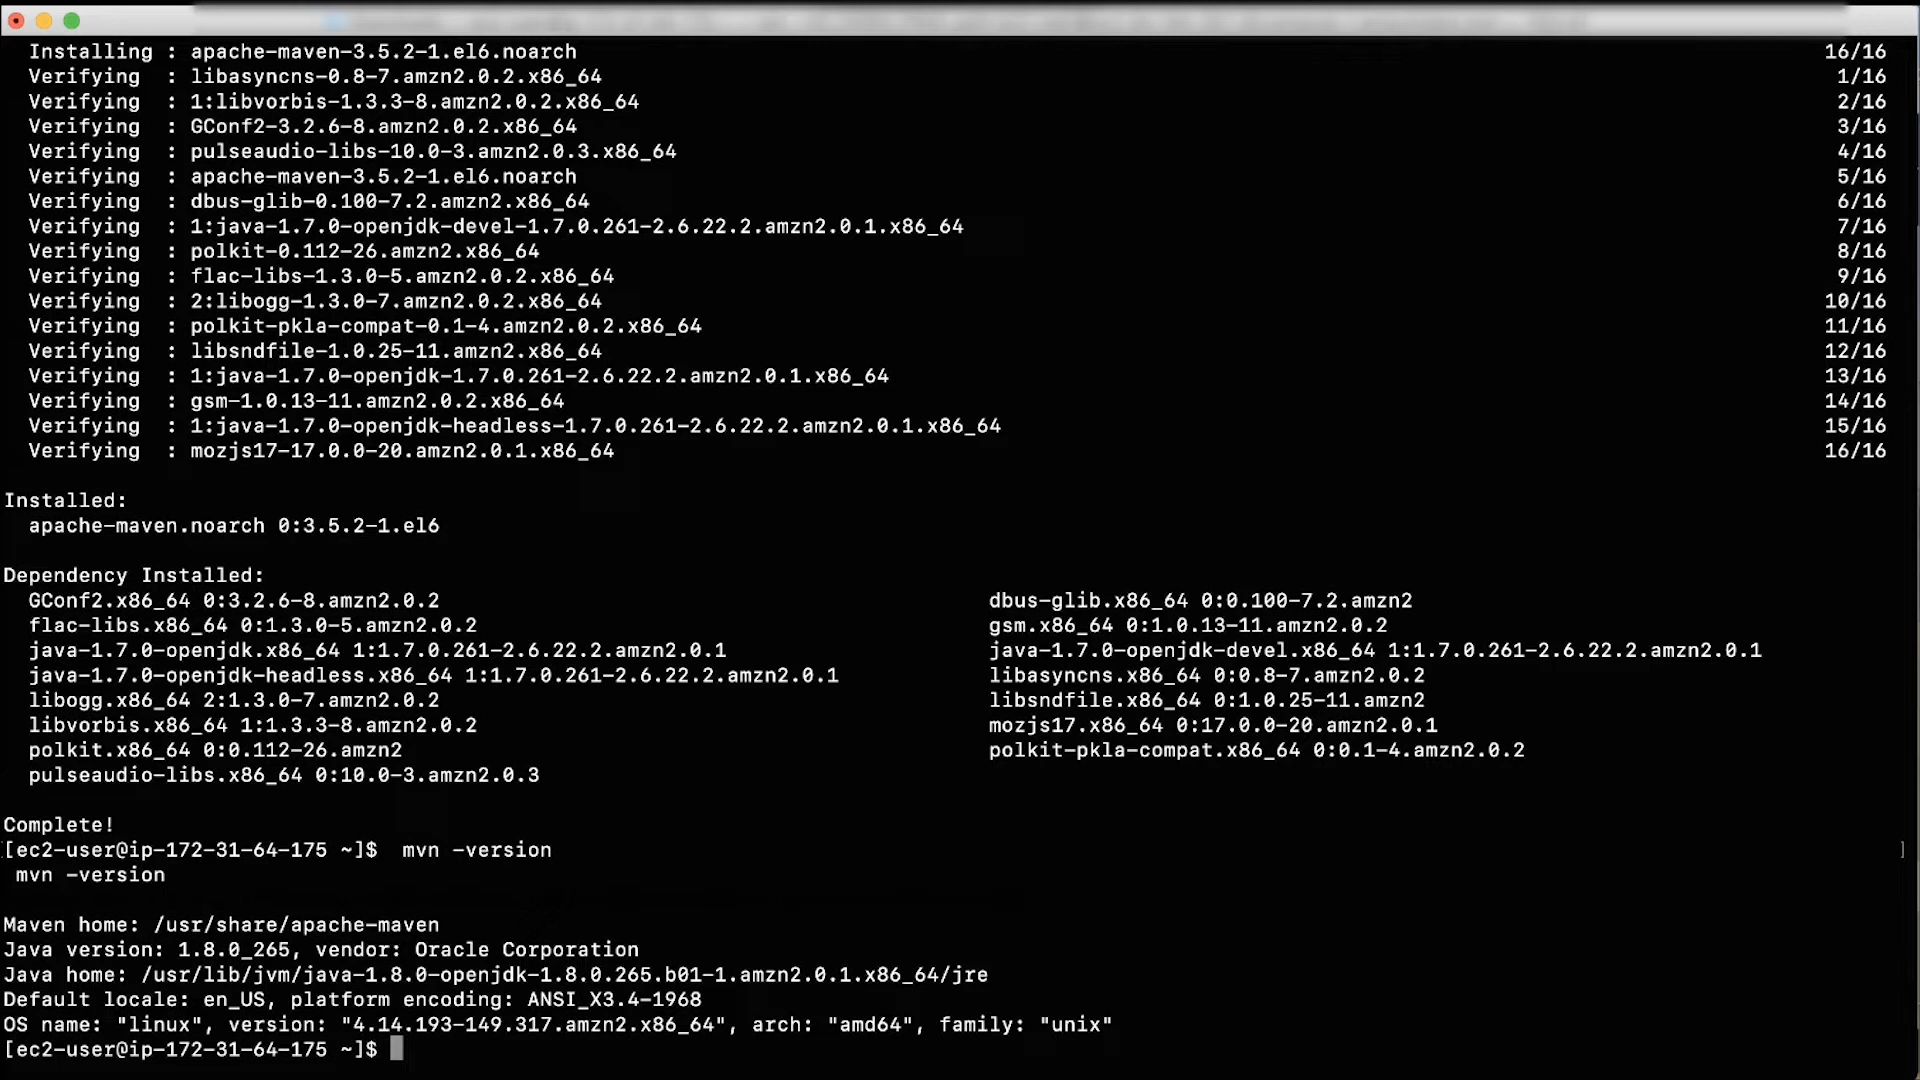 Installing : apache-maven-3.5.2-1.el6.noarch 16/16
Verifying : libasyncns-0.8-7.amzn2.0.2.x86_64 1/16
Verifying : 1:libvorbis-1.3.3-8.amzn2.0.2.x86_64 2/16
Verifying : GConf2-3.2.6-8.amzn2.0.2.x86_64 3/16
Verifying : pulseaudio-libs-10.0-3.amzn2.0.3.x86_64 4/16
Verifying : apache-maven-3.5.2-1.el6.noarch 5/16
Verifying : dbus-glib-0.100-7.2.amzn2.x86_64 6/16
Verifying : 1:java-1.7.0-openjdk-devel-1.7.0.261-2.6.22.2.amzn2.0.1.x86_64 7/16
Verifying : polkit-0.112-26.amzn2.x86_64 8/16
Verifying : flac-libs-1.3.0-5.amzn2.0.2.x86_64 9/16
Verifying : 2:libogg-1.3.0-7.amzn2.0.2.x86_64 10/16
Verifying : polkit-pkla-compat-0.1-4.amzn2.0.2.x86_64 11/16
Verifying : libsndfile-1.0.25-11.amzn2.x86_64 12/16
Verifying : 1:java-1.7.0-openjdk-1.7.0.261-2.6.22.2.amzn2.0.1.x86_64 13/16
Verifying : gsm-1.0.13-11.amzn2.0.2.x86_64 14/16
Verifying : 1:java-1.7.0-openjdk-headless-1.7.0.261-2.6.22.2.amzn2.0.1.x86_64 15/16
Verifying : mozjs17-17.0.0-20.amzn2.0.1.x86_64 16/16
Installed:
apache-maven.noarch 0:3.5.2-1.el6
Dependency Installed:
GConf2.x86_64 0:3.2.6-8.amzn2.0.2 dbus-glib.x86_64 0:0.100-7.2.amzn2
flac-libs.x86_64 0:1.3.0-5.amzn2.0.2 gsm.x86_64 0:1.0.13-11.amzn2.0.2
java-1.7.0-openjdk.x86_64 1:1.7.0.261-2.6.22.2.amzn2.0.1 java-1.7.0-openjdk-devel.x86_64 1:1.7.0.261-2.6.22.2.amzn2.0.1
java-1.7.0-openjdk-headless.x86_64 1:1.7.0.261-2.6.22.2.amzn2.0.1 libasyncns.x86_64 0:0.8-7.amzn2.0.2
libogg.x86_64 2:1.3.0-7.amzn2.0.2 libsndfile.x86_64 0:1.0.25-11.amzn2
libvorbis.x86_64 1:1.3.3-8.amzn2.0.2 mozjs17.x86_64 0:17.0.0-20.amzn2.0.1
polkit.x86_64 0:0.112-26.amzn2 polkit-pkla-compat.x86_64 0:0.1-4.amzn2.0.2
pulseaudio-libs.x86_64 0:10.0-3.amzn2.0.3
Complete!
[ec2-user@ip-172-31-64-175 ~]$ mvn -version ]
mvn -version
Maven home: /usr/share/apache-maven
Java version: 1.8.0_265, vendor: Oracle Corporation
Java home: /usr/lib/jvm/java-1.8.0-openjdk-1.8.0.265.b01-1.amzn2.0.1.x86_64/jre
Default locale: en_US, platform encoding: ANSI_X3.4-1968
OS name: "linux", version: "4.14.193-149.317.amzn2.x86_64", arch: "amd64", family: "unix"
[ec2-user@ip-172-31-64-175 ~]$